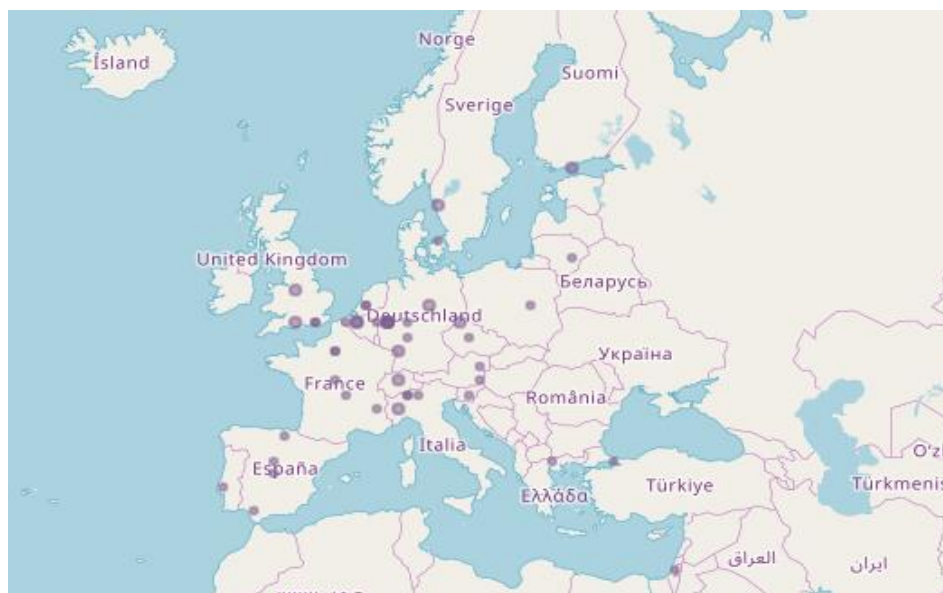 Norge
Ísland
Suomi
Sverige
United Kingdom
Беларусь
Deutschland
Україна
France
România
Italia
O'z
España
Türkiye
Türkmenis
Ελλάδα
العراق
ایران